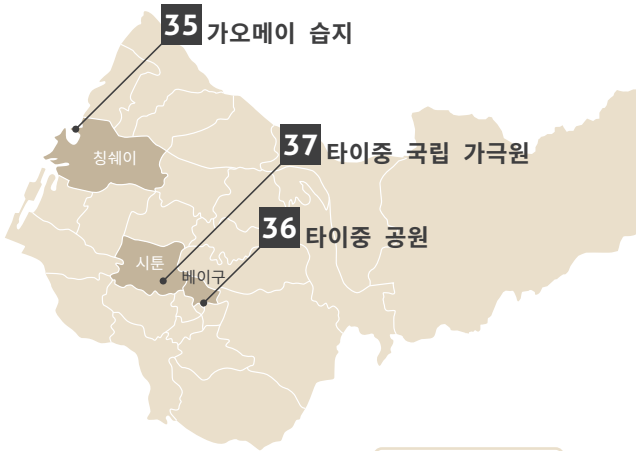 35 가오메이 습지
37 타이중 국립 가극원
칭쉐이
36 타이중 공원
시툰
베이구